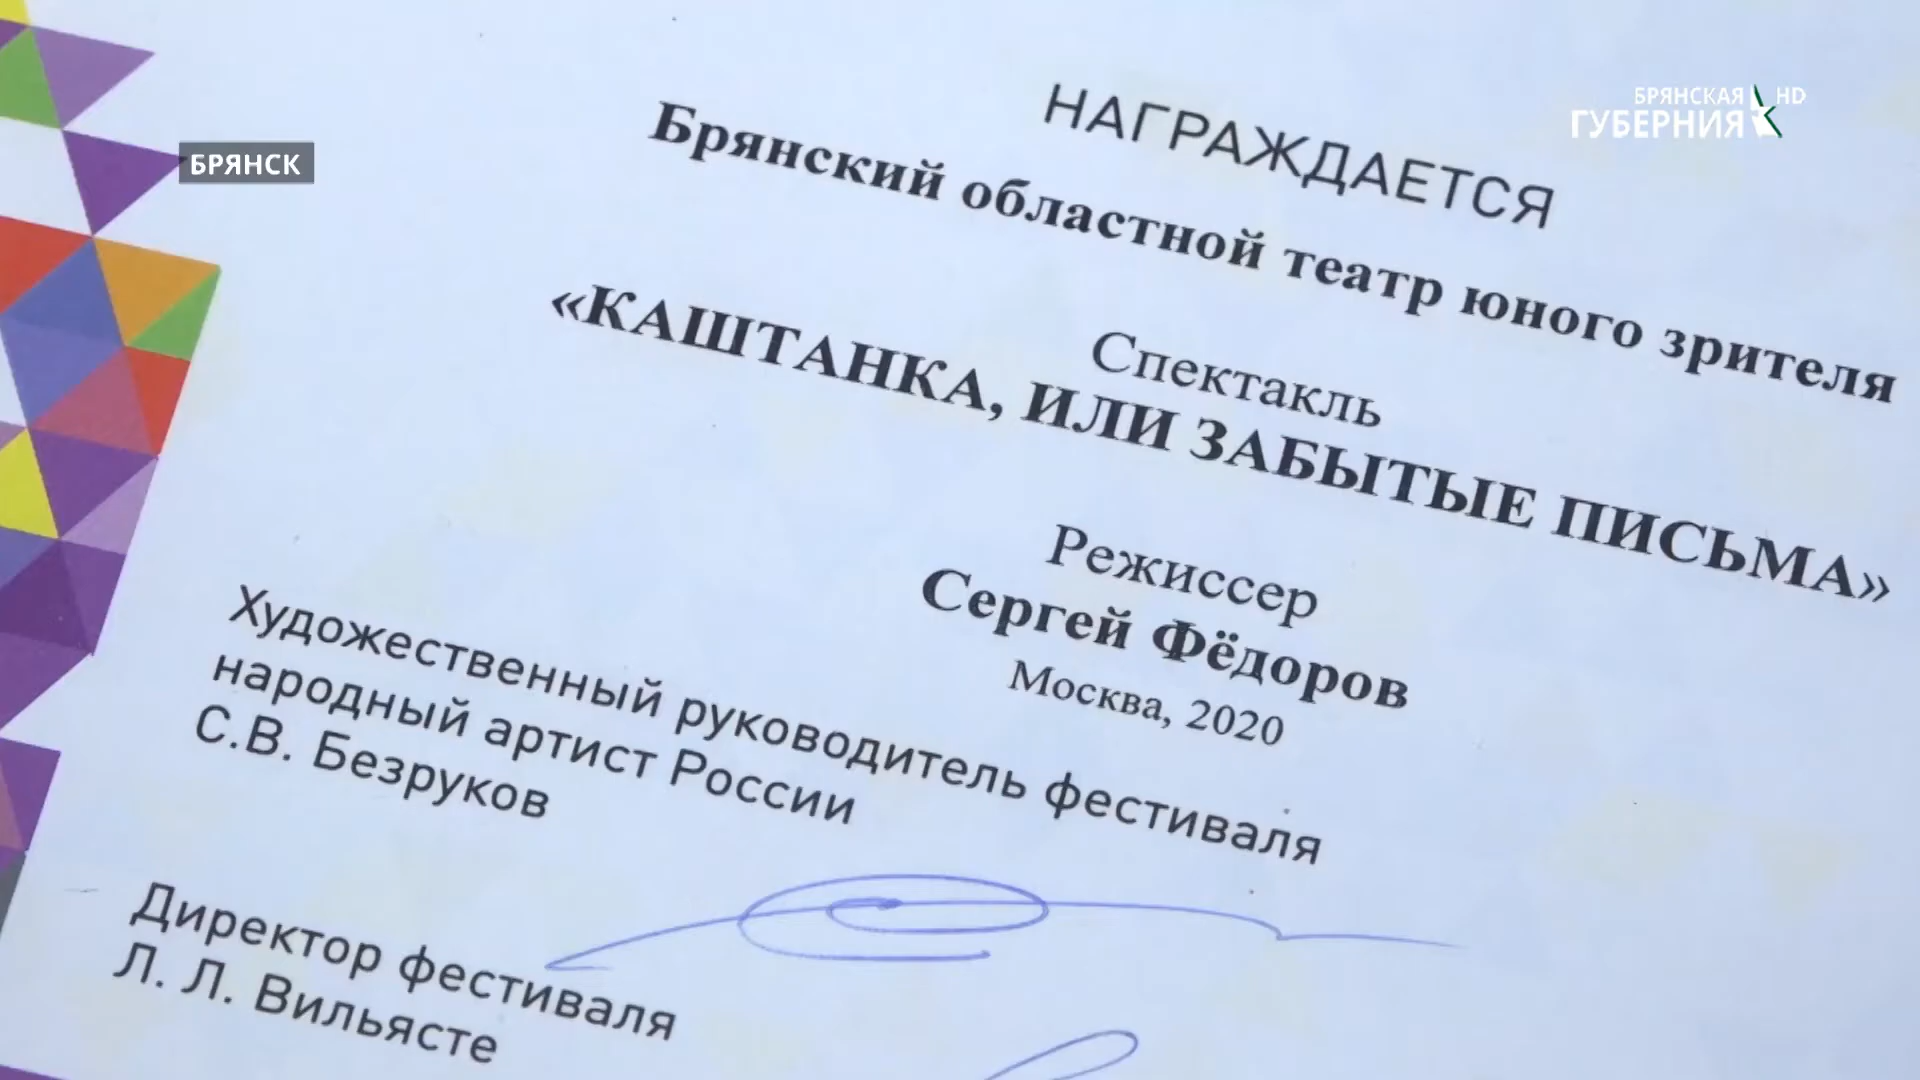 БРЯНСКАЯ HD
ГУБЕРНИЯ
БРЯНСК
НАГРАЖДАЕТСЯ
Брянский областной театр юного зрителя
Спектакль
«КАШТАНКА, ИЛИ ЗАБЫТЫЕ ПИСЬМА»
Режиссер
Сергей Фёдоров
Москва, 2020
Художественный руководитель фестиваля
народный артист России
С.В. Безруков
Директор фестиваля
Л. Л. Вильясте